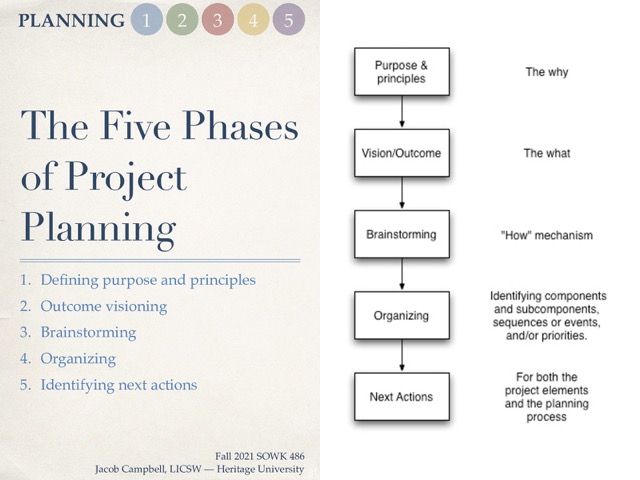 PLANNING 1 2 3 4 5
The Five Phases
of Project
Planning
1. Defining purpose and principles
2. Outcome visioning
3. Brainstorming
4. Organizing
5. Identifying next actions
Fall 2021 SOWK 486
Jacob Campbell, LICSW — Heritage University
Purpose &
principles
The why
Vision/Outcome
The what
Brainstorming
"How" mechanism
Organizing
Identifying components
and subcomponents,
sequences or events,
and/or priorities.
Next Actions
For both the
project elements
and the planning
process